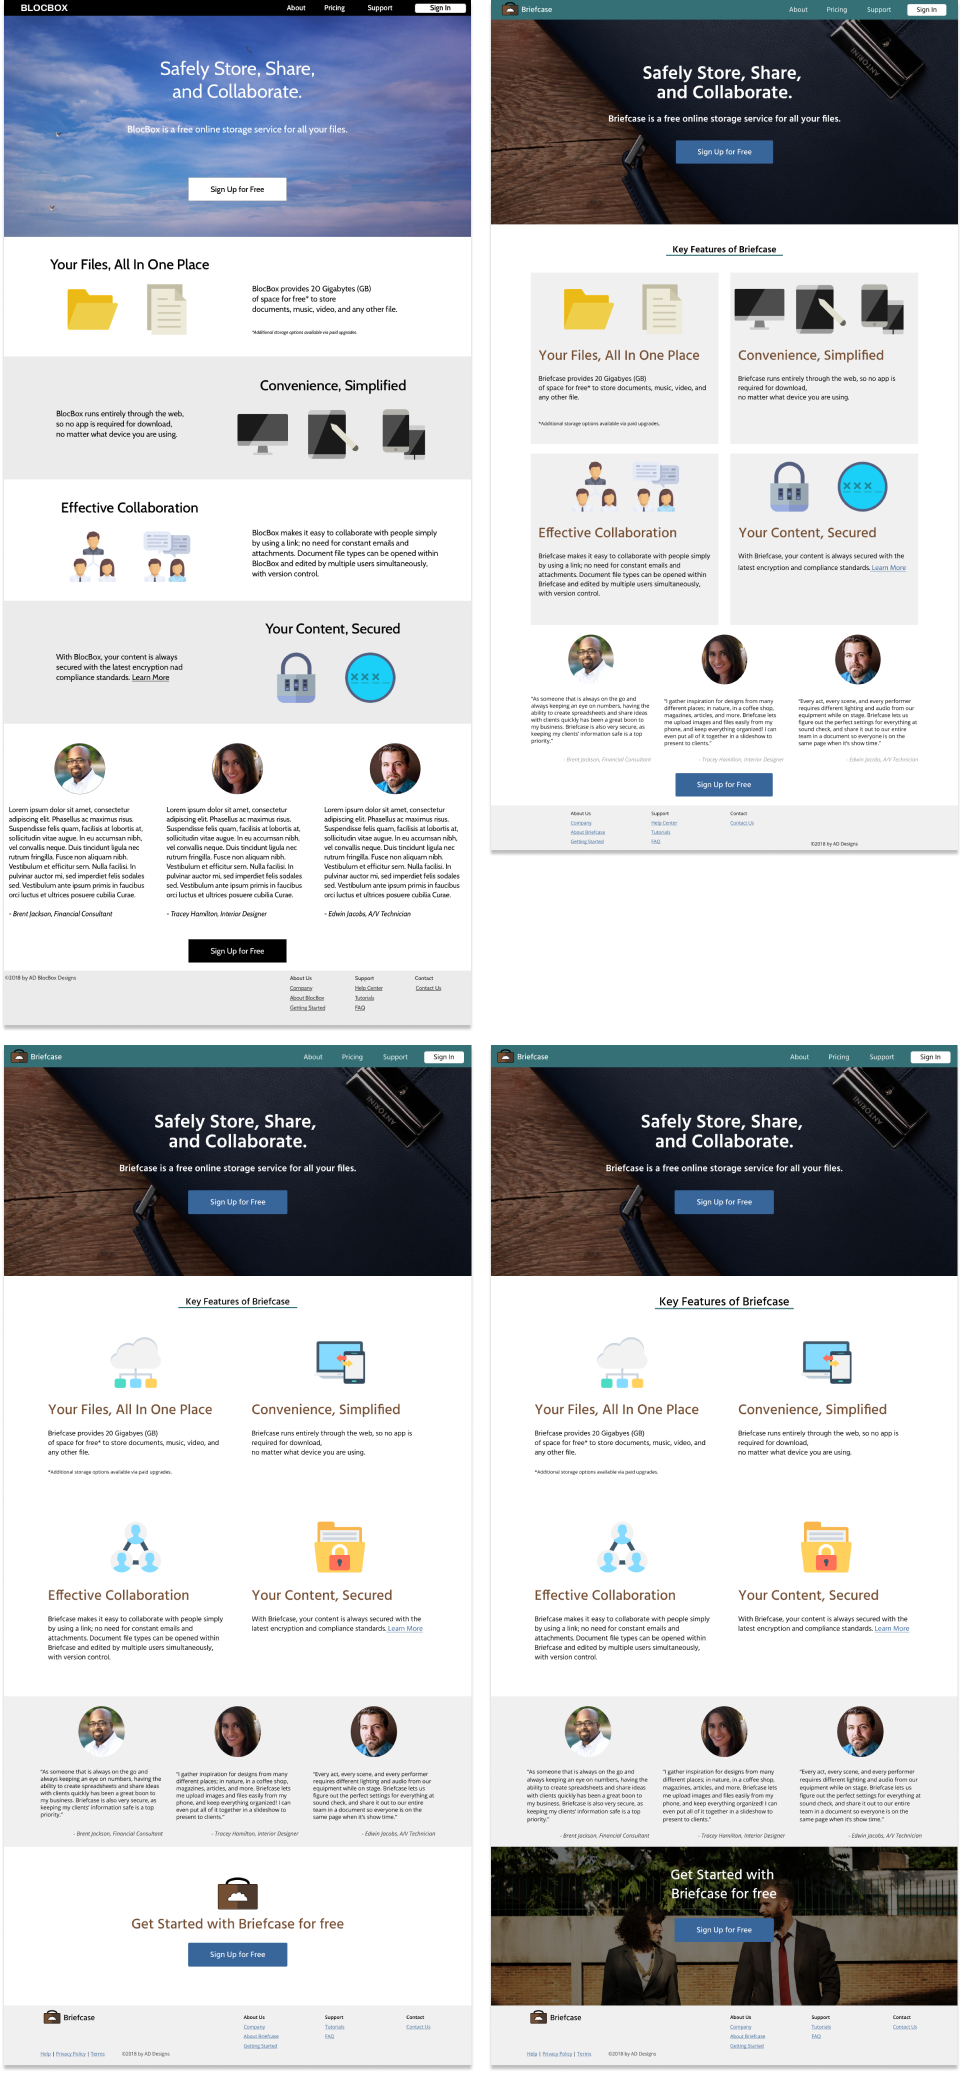 BLOCBOX
About Pricing Support Sign In
Safely Store, Share,
and Collaborate.
BlocBox is a free online storage service for all your files.
Sign Up for Free
Your Files, All In One Place
BlocBox provides 20 Gigabytes (GB)
of space for free* to store
documents, music, video, and any other file.
*Additional storage options available via paid upgrades.
Convenience, Simplified
BlocBox runs entirely through the web,
so no app is required for download,
no matter what device you are using.
Effective Collaboration
BlocBox makes it easy to collaborate with people simply
by using a link; no need for constant emails and
attachments. Document file types can be opened within
BlocBox and edited by multiple users simultaneously,
with version control.
Your Content, Secured
With BlocBox, your content is always
secured with the latest encryption nad
compliance standards. Learn More
Lorem ipsum dolor sit amet, consectetur
adipiscing elit. Phasellus ac maximus risus.
Suspendisse felis quam, facilisis at lobortis at,
sollicitudin vitae augue. In eu accumsan nibh,
vel convallis neque. Duis tincidunt ligula nec
rutrum fringilla. Fusce non aliquam nibh.
Vestibulum et efficitur sem. Nulla facilisi. In
pulvinar auctor mi, sed imperdiet felis sodales
sed. Vestibulum ante ipsum primis in faucibus
orci luctus et ultrices posuere cubilia Curae.
- Brent Jackson, Financial Consultant
Lorem ipsum dolor sit amet, consectetur
adipiscing elit. Phasellus ac maximus risus.
Suspendisse felis quam, facilisis at lobortis at,
sollicitudin vitae augue. In eu accumsan nibh,
vel convallis neque. Duis tincidunt ligula nec
rutrum fringilla. Fusce non aliquam nibh.
Vestibulum et efficitur sem. Nulla facilisi. In
pulvinar auctor mi, sed imperdiet felis sodales
sed. Vestibulum ante ipsum primis in faucibus
orci luctus et ultrices posuere cubilia Curae.
- Tracey Hamilton, Interior Designer
Lorem ipsum dolor sit amet, consectetur
adipiscing elit. Phasellus ac maximus risus.
Suspendisse felis quam, facilisis at lobortis at,
sollicitudin vitae augue. In eu accumsan nibh,
vel convallis neque. Duis tincidunt ligula nec
rutrum fringilla. Fusce non aliquam nibh.
Vestibulum et efficitur sem. Nulla facilisi. In
pulvinar auctor mi, sed imperdiet felis sodales
sed. Vestibulum ante ipsum primis in faucibus
orci luctus et ultrices posuere cubilia Curae.
- Edwin Jacobs, A/V Technician
Sign Up for Free
©2018 by AD BlocBox Designs
About Us Support Contact
Company Help Center Contact Us
About BlocBox Tutorials
Getting Started FAQ
Briefcase
About Pricing Support Sign In
ANTORINI
Safely Store, Share,
and Collaborate.
Briefcase is a free online storage service for all your files.
Sign Up for Free
Key Features of Briefcase
Your Files, All In One Place
Briefcase provides 20 Gigabyes (GB)
of space for free* to store documents, music, video, and
any other file.
*Additional storage options available via paid upgrades.
Convenience, Simplified
Briefcase runs entirely through the web, so no app is
required for download,
no matter what device you are using.
Effective Collaboration
Briefcase makes it easy to collaborate with people simply
by using a link; no need for constant emails and
attachments. Document file types can be opened within
Briefcase and edited by multiple users simultaneously,
with version control.
Your Content, Secured
With Briefcase, your content is always secured with the
latest encryption and compliance standards. Learn More
"As someone that is always on the go and
always keeping an eye on numbers, having the
ability to create spreadsheets and share ideas
with clients quickly has been a great boon to
my business. Briefcase is also very secure, as
keeping my clients' information safe is a top
priority."
- Brent Jackson, Financial Consultant
"I gather inspiration for designs from many
different places; in nature, in a coffee shop,
magazines, articles, and more. Briefcase lets
me upload images and files easily from my
phone, and keep everything organized! I can
even put all of it together in a slideshow to
present to clients."
- Tracey Hamilton, Interior Designer
"Every act, every scene, and every performer
requires different lighting and audio from our
equipment while on stage. Briefcase lets us
figure out the perfect settings for everything at
sound check, and share it out to our entire
team in a document so everyone is on the
same page when it's show time."
- Edwin Jacobs, A/V Technician
Sign Up for Free
About Us Support Contact
Company Help Center Contact Us
About Briefcase Tutorials
Getting Started FAQ
©2018 by AD Designs
Briefcase
About Pricing Support Sign In
ANTORINI
Safely Store, Share,
and Collaborate.
Briefcase is a free online storage service for all your files.
Sign Up for Free
Key Features of Briefcase
Your Files, All In One Place
Briefcase provides 20 Gigabyes (GB)
of space for free* to store documents, music, video, and
any other file.
*Additional storage options available via paid upgrades.
Convenience, Simplified
Briefcase runs entirely through the web, so no app is
required for download,
no matter what device you are using.
Effective Collaboration
Briefcase makes it easy to collaborate with people simply
by using a link; no need for constant emails and
attachments. Document file types can be opened within
Briefcase and edited by multiple users simultaneously,
with version control.
Your Content, Secured
With Briefcase, your content is always secured with the
latest encryption and compliance standards. Learn More
"As someone that is always on the go and
always keeping an eye on numbers, having the
ability to create spreadsheets and share ideas
with clients quickly has been a great boon to
my business. Briefcase is also very secure, as
keeping my clients' information safe is a top
priority."
- Brent Jackson, Financial Consultant
"I gather inspiration for designs from many
different places; in nature, in a coffee shop,
magazines, articles, and more. Briefcase lets
me upload images and files easily from my
phone, and keep everything organized! I can
even put all of it together in a slideshow to
present to clients."
- Tracey Hamilton, Interior Designer
"Every act, every scene, and every performer
requires different lighting and audio from our
equipment while on stage. Briefcase lets us
figure out the perfect settings for everything at
sound check, and share it out to our entire
team in a document so everyone is on the
same page when it's show time."
- Edwin Jacobs, A/V Technician
Get Started with Briefcase for free
Sign Up for Free
Briefcase
About Us Support Contact
Company Tutorials Contact Us
About Briefcase FAQ
Getting Started
Help | Privacy Policy | Terms ©2018 by AD Designs
Briefcase
About Pricing Support Sign In
ANTORINI
Safely Store, Share,
and Collaborate.
Briefcase is a free online storage service for all your files.
Sign Up for Free
Key Features of Briefcase
Your Files, All In One Place
Briefcase provides 20 Gigabyes (GB)
of space for free* to store documents, music, video, and
any other file.
*Additional storage options available via paid upgrades.
Convenience, Simplified
Briefcase runs entirely through the web, so no app is
required for download,
no matter what device you are using.
Effective Collaboration
Briefcase makes it easy to collaborate with people simply
by using a link; no need for constant emails and
attachments. Document file types can be opened within
Briefcase and edited by multiple users simultaneously,
with version control.
Your Content, Secured
With Briefcase, your content is always secured with the
latest encryption and compliance standards. Learn More
"As someone that is always on the go and
always keeping an eye on numbers, having the
ability to create spreadsheets and share ideas
with clients quickly has been a great boon to
my business. Briefcase is also very secure, as
keeping my clients' information safe is a top
priority."
- Brent Jackson, Financial Consultant
"I gather inspiration for designs from many
different places; in nature, in a coffee shop,
magazines, articles, and more. Briefcase lets
me upload images and files easily from my
phone, and keep everything organized! I can
even put all of it together in a slideshow to
present to clients."
- Tracey Hamilton, Interior Designer
"Every act, every scene, and every performer
requires different lighting and audio from our
equipment while on stage. Briefcase lets us
figure out the perfect settings for everything at
sound check, and share it out to our entire
team in a document so everyone is on the
same page when it's show time."
- Edwin Jacobs, A/V Technician
Get Started with
Briefcase for free
Sign Up for Free
Briefcase
About Us Support Contact
Company Tutorials Contact Us
About Briefcase FAQ
Getting Started
Help | Privacy Policy | Terms ©2018 by AD Designs